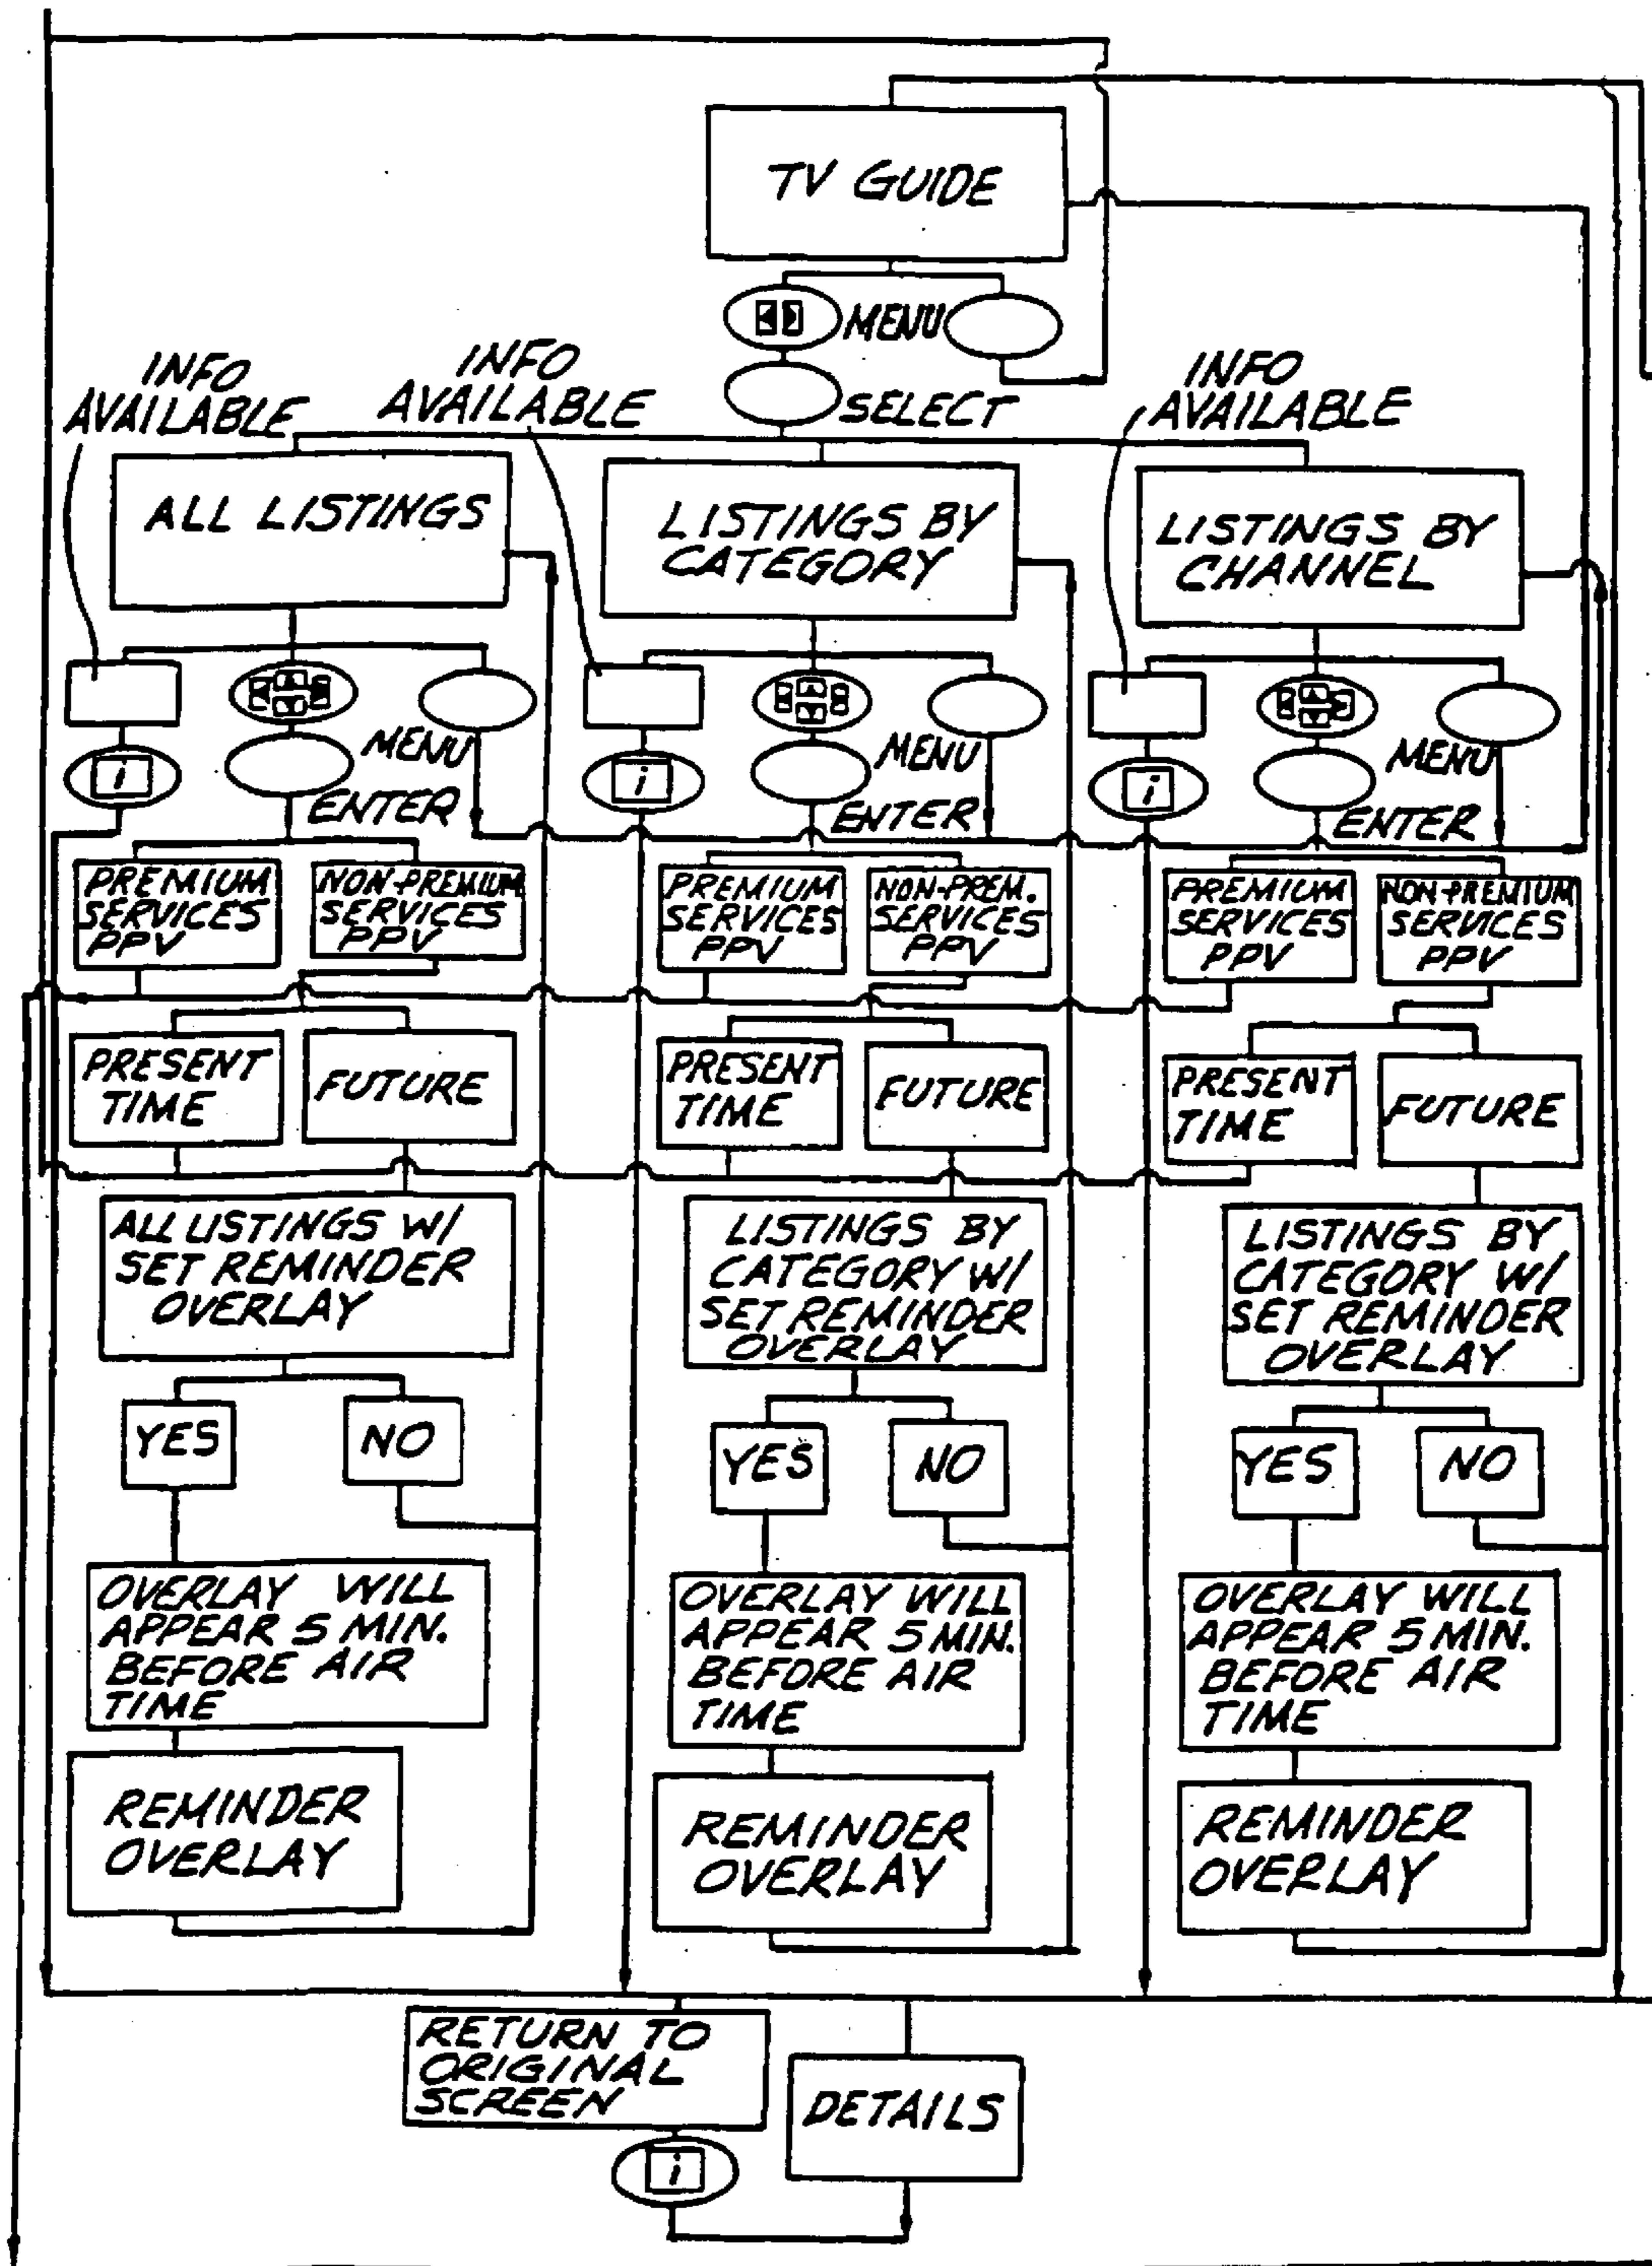 TV GUIDE
MENU
SELECT
INFO
AVAILABLE
INFO
AVAILABLE
INFO
AVAILABLE
ALL LISTINGS
LISTINGS BY
CATEGORY
LISTINGS BY
CHANNEL
i
MENU
ENTER
i
MENU
ENTER
i
MENU
ENTER
PREMIUM
SERVICES
PPV
NON-PREMIUM
SERVICES
PPV
PREMIUM
SERVICES
PPV
NON-PREM.
SERVICES
PPV
PREMIUM
SERVICES
PPV
NON-PREMIUM
SERVICES
PPV
PRESENT
TIME
FUTURE
PRESENT
TIME
FUTURE
PRESENT
TIME
FUTURE
ALL LISTINGS W/
SET REMINDER
OVERLAY
LISTINGS BY
CATEGORY W/
SET REMINDER
OVERLAY
LISTINGS BY
CATEGORY W/
SET REMINDER
OVERLAY
YES
NO
YES
NO
YES
NO
OVERLAY WILL
APPEAR 5 MIN.
BEFORE AIR
TIME
OVERLAY WILL
APPEAR 5 MIN.
BEFORE AIR
TIME
OVERLAY WILL
APPEAR 5 MIN.
BEFORE AIR
TIME
REMINDER
OVERLAY
REMINDER
OVERLAY
REMINDER
OVERLAY
RETURN TO
ORIGINAL
SCREEN
i
DETAILS